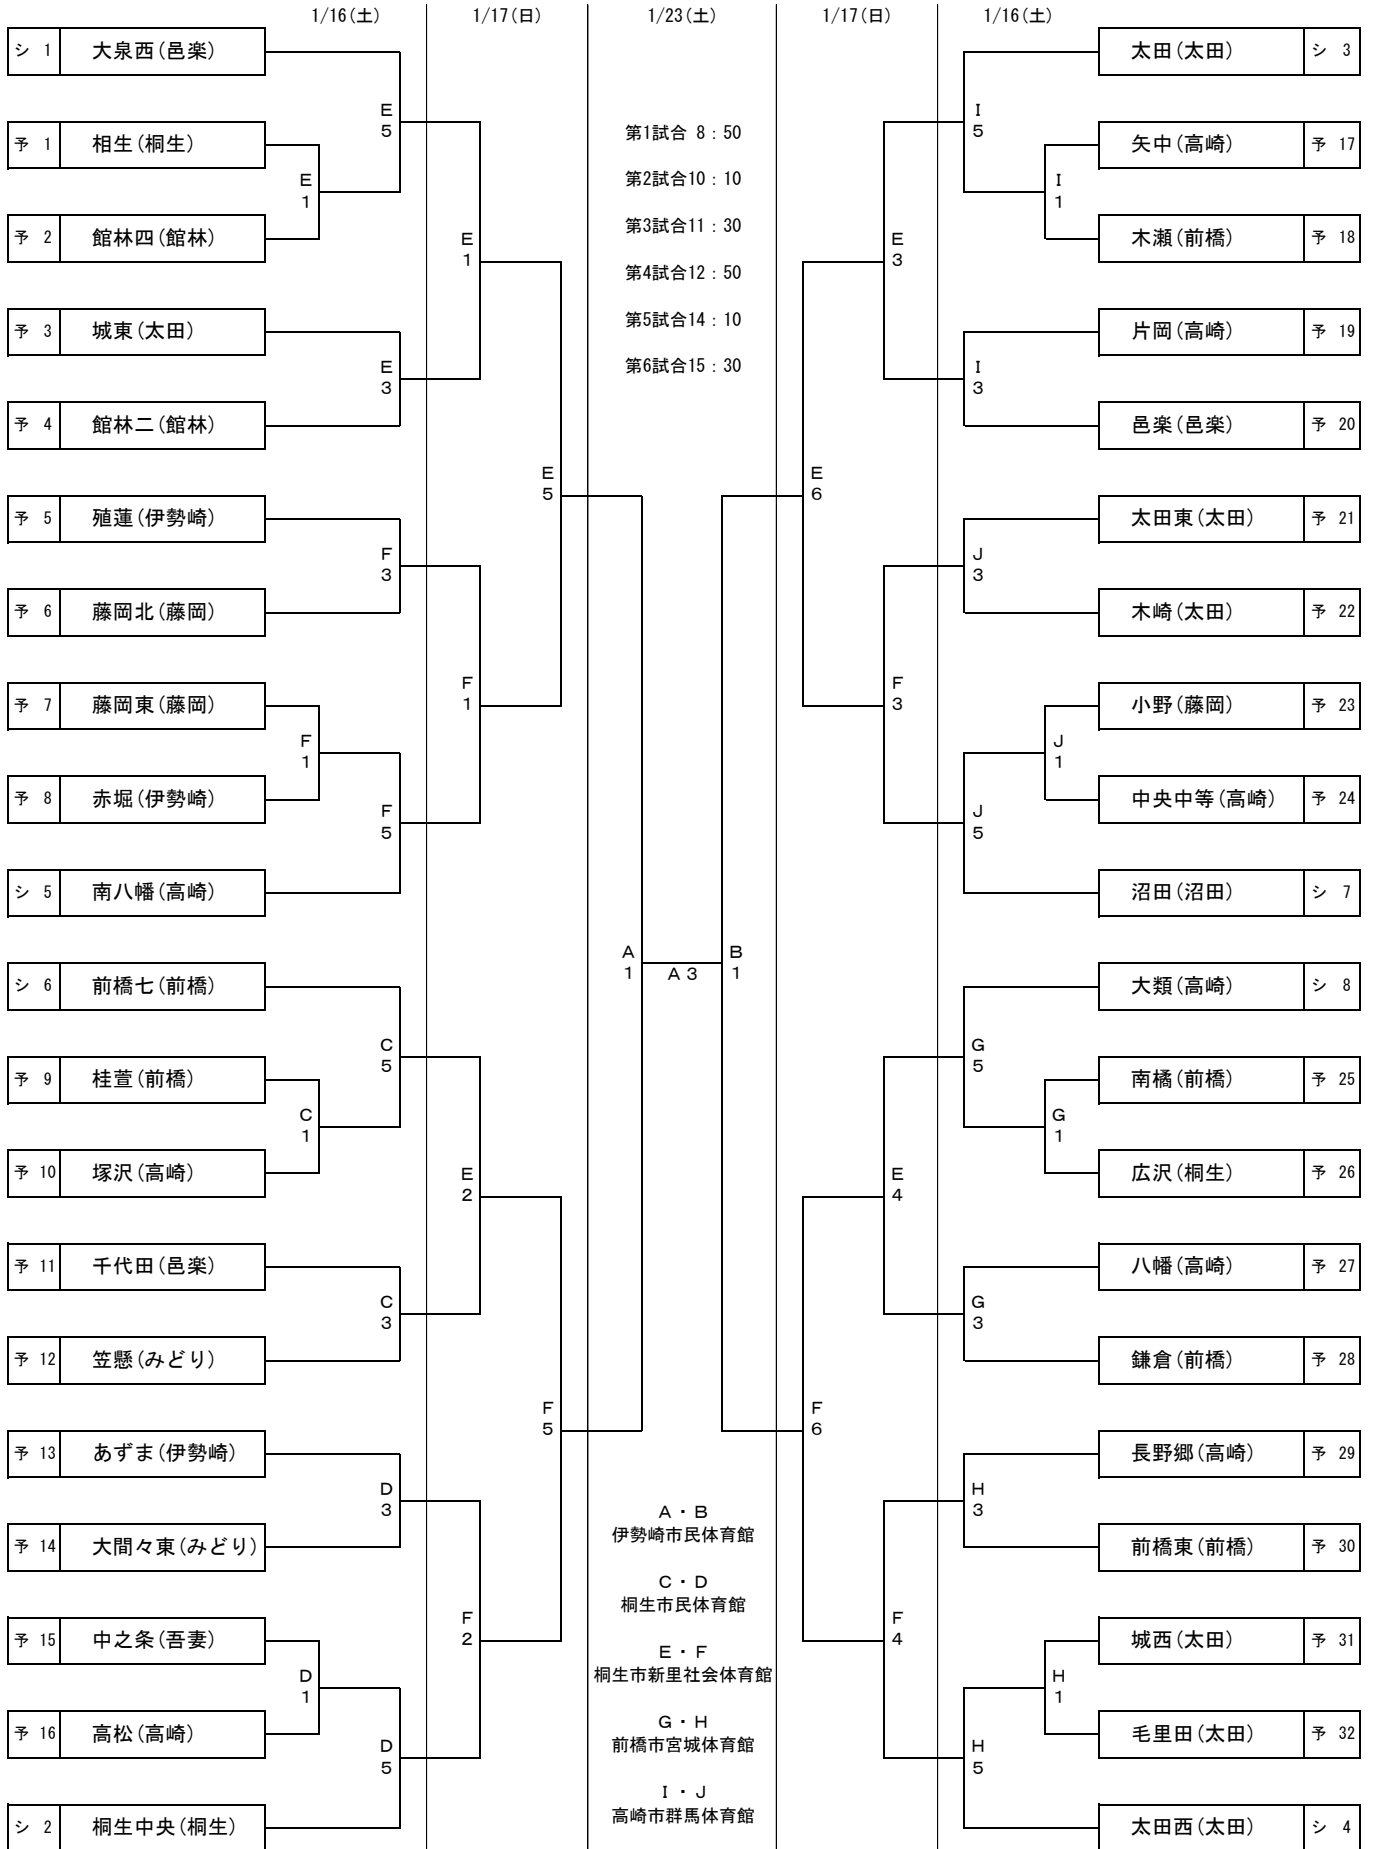 1/16(土) 1/17(日) 1/23(土) 1/17(日) 1/16(土)
シ 1 大泉西(邑楽)
予 1 相生(桐生)
予 2 館林四(館林)
予 3 城東(太田)
予 4 館林二(館林)
予 5 殖蓮(伊勢崎)
予 6 藤岡北(藤岡)
予 7 藤岡東(藤岡)
予 8 赤堀(伊勢崎)
シ 5 南八幡(高崎)
シ 6 前橋七(前橋)
予 9 桂萱(前橋)
予 10 塚沢(高崎)
予 11 千代田(邑楽)
予 12 笠懸(みどり)
予 13 あずま(伊勢崎)
予 14 大間々東(みどり)
予 15 中之条(吾妻)
予 16 高松(高崎)
シ 2 桐生中央(桐生)
E
5
E
1
E
3
F
3
F
1
F
5
C
5
C
1
C
3
D
3
D
1
D
5
E
1
F
1
E
2
F
2
E
5
F
5
第1試合 8:50
第2試合10:10
第3試合11:30
第4試合12:50
第5試合14:10
第6試合15:30
A
1
A 3
B
1
A・B
伊勢崎市民体育館
C・D
桐生市民体育館
E・F
桐生市新里社会体育館
G・H
前橋市宮城体育館
I・J
高崎市群馬体育館
E
6
F
6
E
3
F
3
E
4
F
4
I
5
I
1
I
3
J
3
J
1
J
5
G
5
G
1
G
3
H
3
H
1
H
5
太田(太田) シ 3
矢中(高崎) 予 17
木瀬(前橋) 予 18
片岡(高崎) 予 19
邑楽(邑楽) 予 20
太田東(太田) 予 21
木崎(太田) 予 22
小野(藤岡) 予 23
中央中等(高崎) 予 24
沼田(沼田) シ 7
大類(高崎) シ 8
南橘(前橋) 予 25
広沢(桐生) 予 26
八幡(高崎) 予 27
鎌倉(前橋) 予 28
長野郷(高崎) 予 29
前橋東(前橋) 予 30
城西(太田) 予 31
毛里田(太田) 予 32
太田西(太田) シ 4